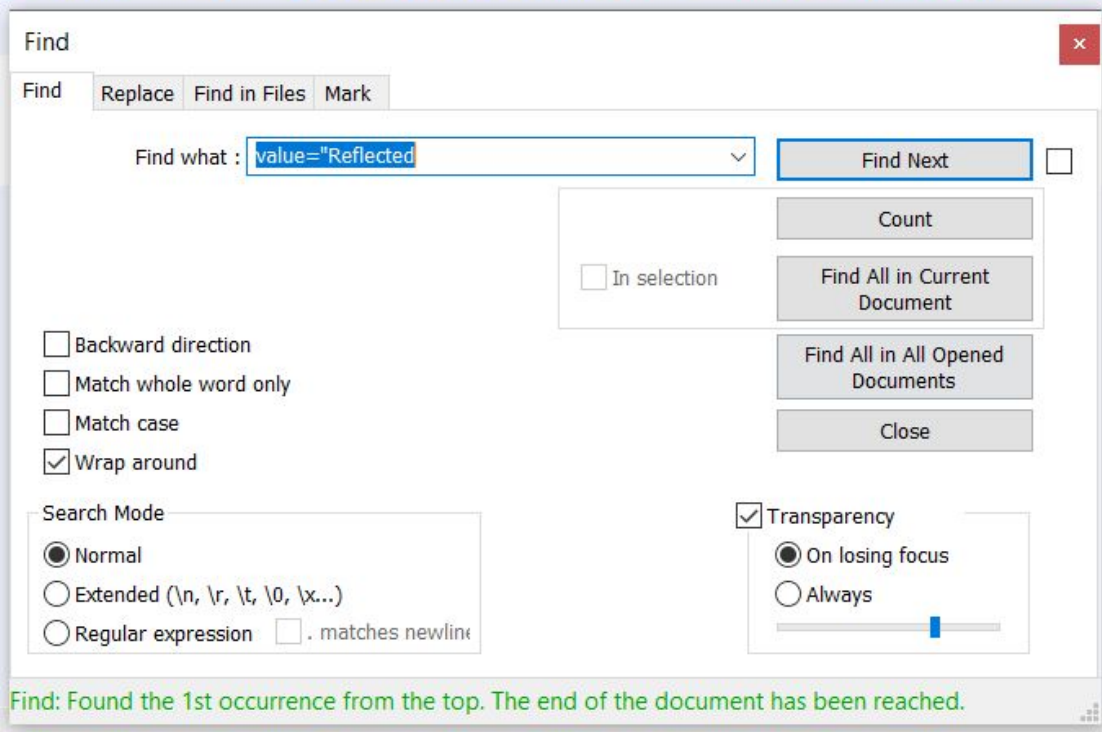 Find
Find Replace Find in Files Mark
Find what : value="Reflected Find Next
Count
In selection
Find All in Current
Document
Backward direction
Find All in All Opened
Documents
Match whole word only
Match case
Close
Wrap around
Search Mode
Transparency
Normal
On losing focus
Extended (\n, \r, \t, \0, \x...)
Always
Regular expression . matches newline
Find: Found the 1st occurrence from the top. The end of the document has been reached.